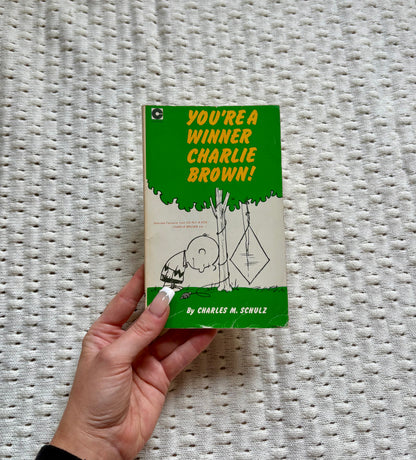 YOU'RE A
WINNER
CHARLIE
BROWN!
By CHARLES M. SCHULZ